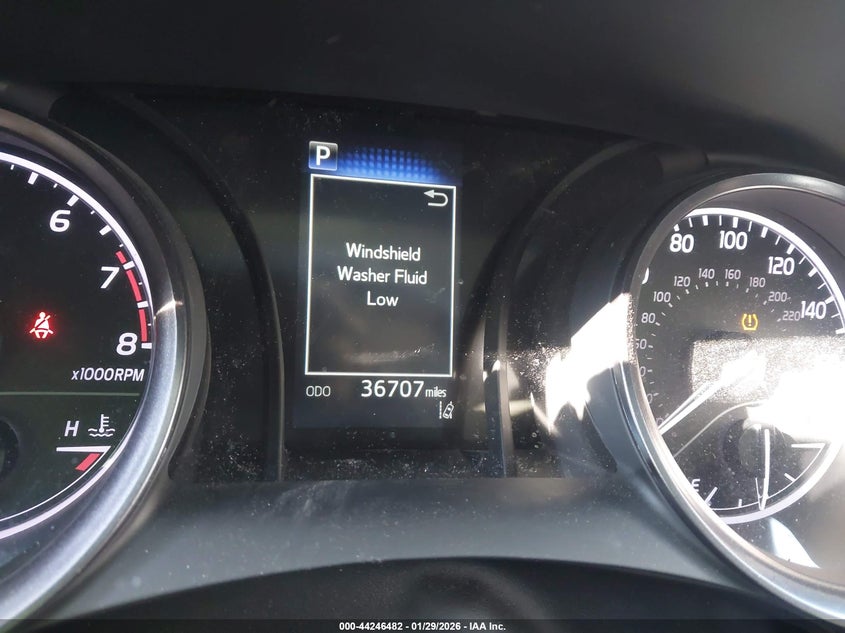 P
Windshield
Washer Fluid
Low
ODO 36707 miles
6
7
8
x1000RPM
H
80 100 120 140
80 100 120 140 160 180 200 220
E
000-44246482 - 01/29/2026 - IAA Inc.